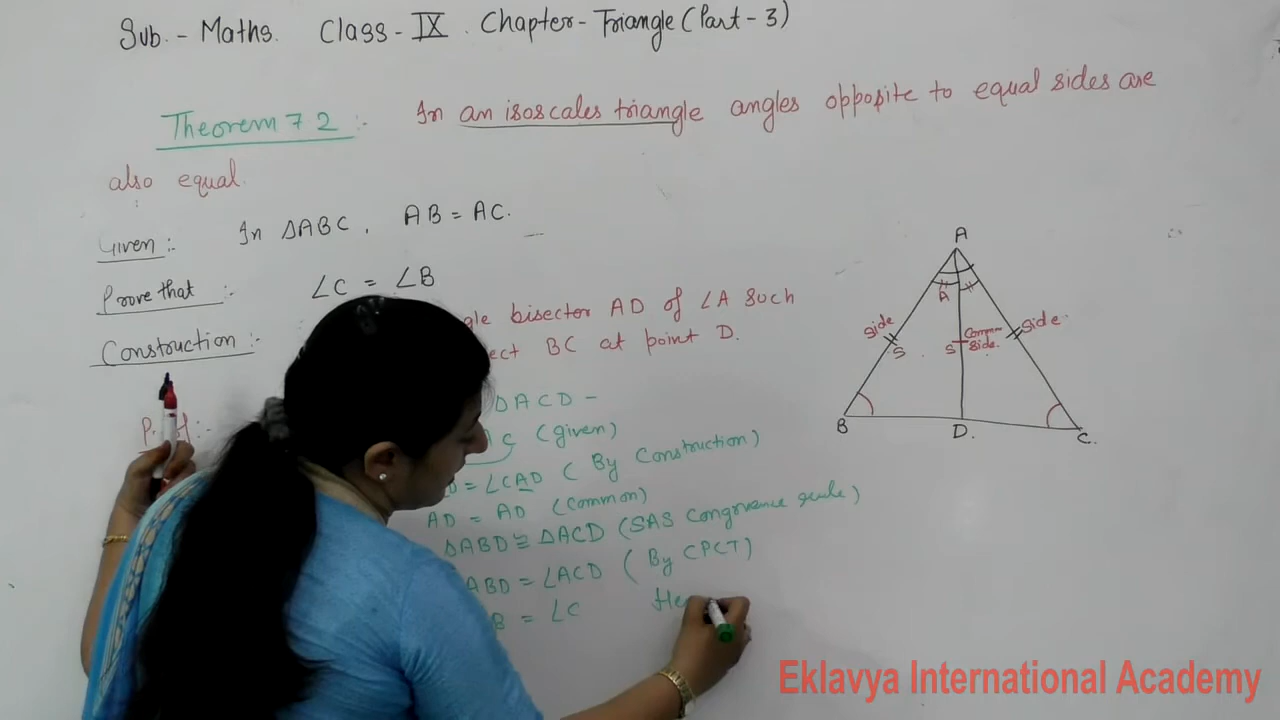 Sub. - Maths. Class - IX. Chapter - Triangle (Part - 3)
Theorem 7 2 :- In an isoscales triangle angles opposite to equal sides are
also equal.
Given :- In ΔABC, AB = AC.
Prove that :- ∠C = ∠B
Construction :- gle bisector AD of ∠A such
ect BC at point D.
ΔACD -
Proof :- C (given)
D = ∠CAD ( By Construction)
AD = AD (Common)
ΔABD ≅ ΔACD (SAS Congruence rule)
ABD = ∠ACD ( By CPCT)
B = ∠C He
A
A
side
S
S
Common
side.
side.
B
D.
C.
Eklavya International Academy